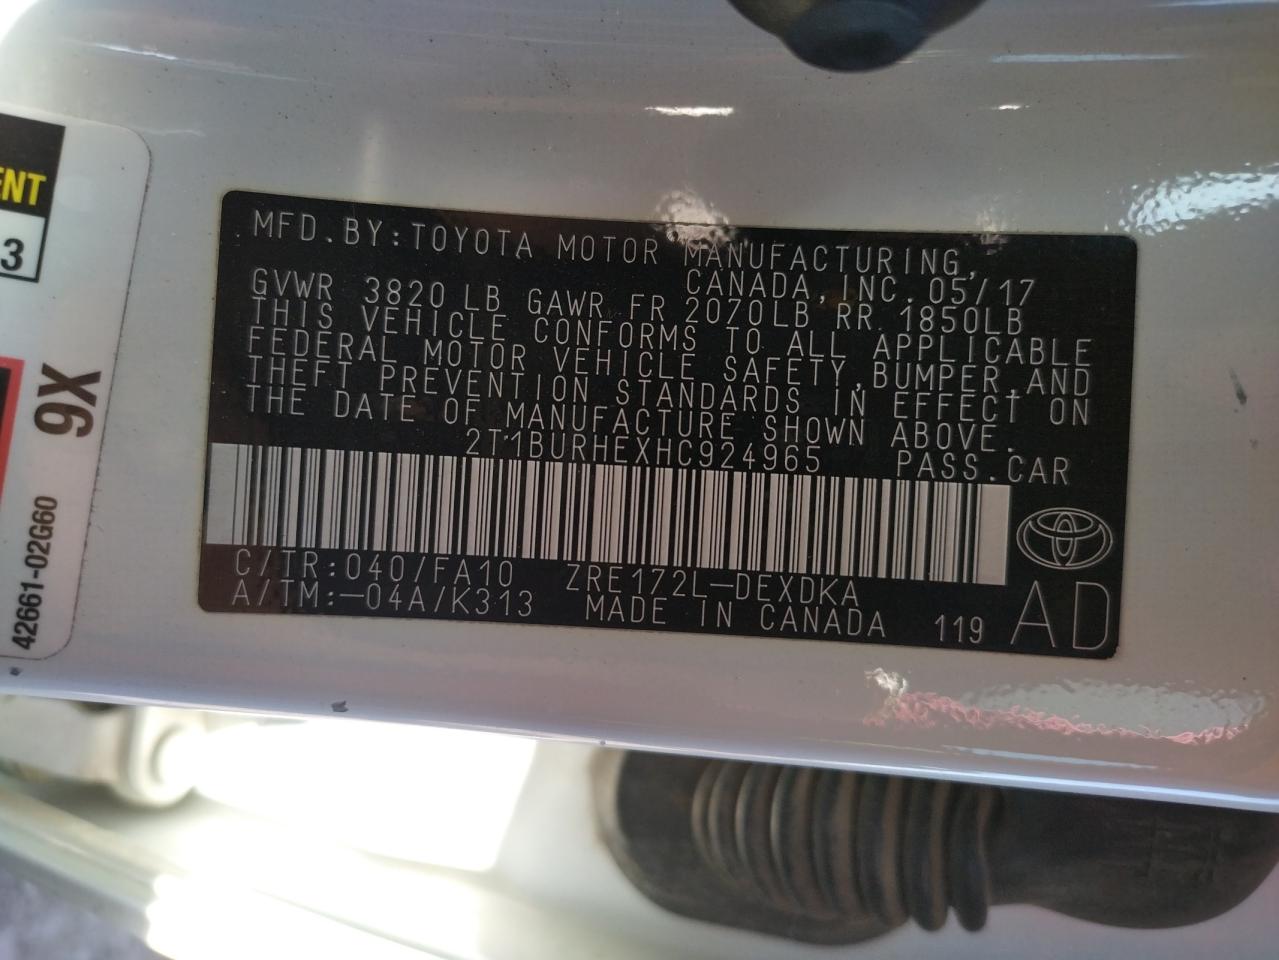 ENT
3
9X
42661-02G60
MFD.BY:TOYOTA MOTOR MANUFACTURING,
CANADA,INC.05/17
GVWR 3820LB GAWR FR 2070LB RR 1850LB
THIS VEHICLE CONFORMS TO ALL APPLICABLE
FEDERAL MOTOR VEHICLE SAFETY,BUMPER,AND
THEFT PREVENTION STANDARDS IN EFFECT ON
THE DATE OF MANUFACTURE SHOWN ABOVE.
2T1BURHEXHC924965 PASS.CAR
C/TR:040/FA10 ZRE172L-DEXDKA
A/TM:-04A/K313 MADE IN CANADA 119 AD